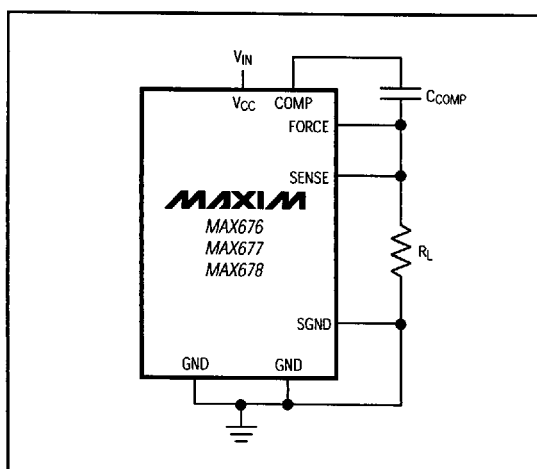 VIN
VCC
COMP
CCOMP
FORCE
SENSE
MAXIM
MAX676
MAX677
MAX678
RL
SGND
GND
GND